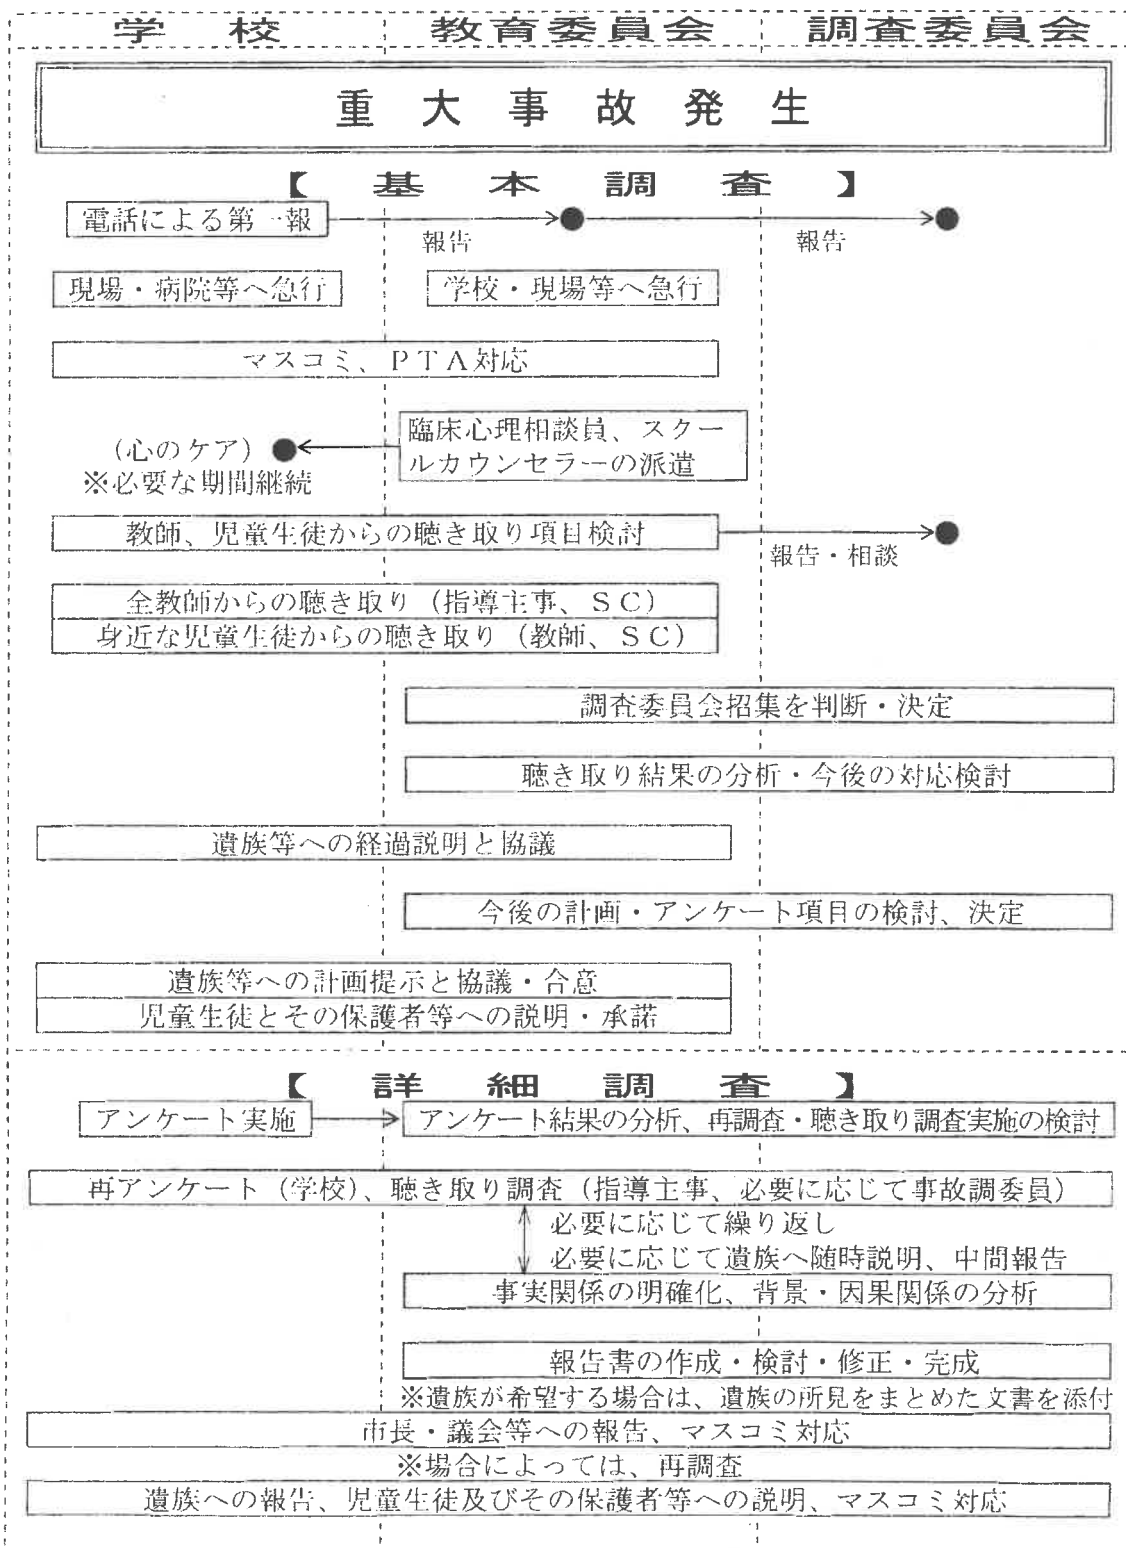 学校 教育委員会 調査委員会
重大事故発生
【基本調査】
電話による第一報
報告 報告
現場・病院等へ急行 学校・現場等へ急行
マスコミ、PTA対応
臨床心理相談員、スクー
ルカウンセラーの派遣
(心のケア)
※必要な期間継続
教師、児童生徒からの聴き取り項目検討
報告・相談
全教師からの聴き取り(指導主事、SC)
身近な児童生徒からの聴き取り(教師、SC)
調査委員会招集を判断・決定
聴き取り結果の分析・今後の対応検討
遺族等への経過説明と協議
今後の計画・アンケート項目の検討、決定
遺族等への計画提示と協議・合意
児童生徒とその保護者等への説明・承諾
【詳細調査】
アンケート実施 アンケート結果の分析、再調査・聴き取り調査実施の検討
再アンケート(学校)、聴き取り調査(指導主事、必要に応じて事故調委員)
必要に応じて繰り返し
必要に応じて遺族へ随時説明、中間報告
事実関係の明確化、背景・因果関係の分析
報告書の作成・検討・修正・完成
※遺族が希望する場合は、遺族の所見をまとめた文書を添付
市長・議会等への報告、マスコミ対応
※場合によっては、再調査
遺族への報告、児童生徒及びその保護者等への説明、マスコミ対応